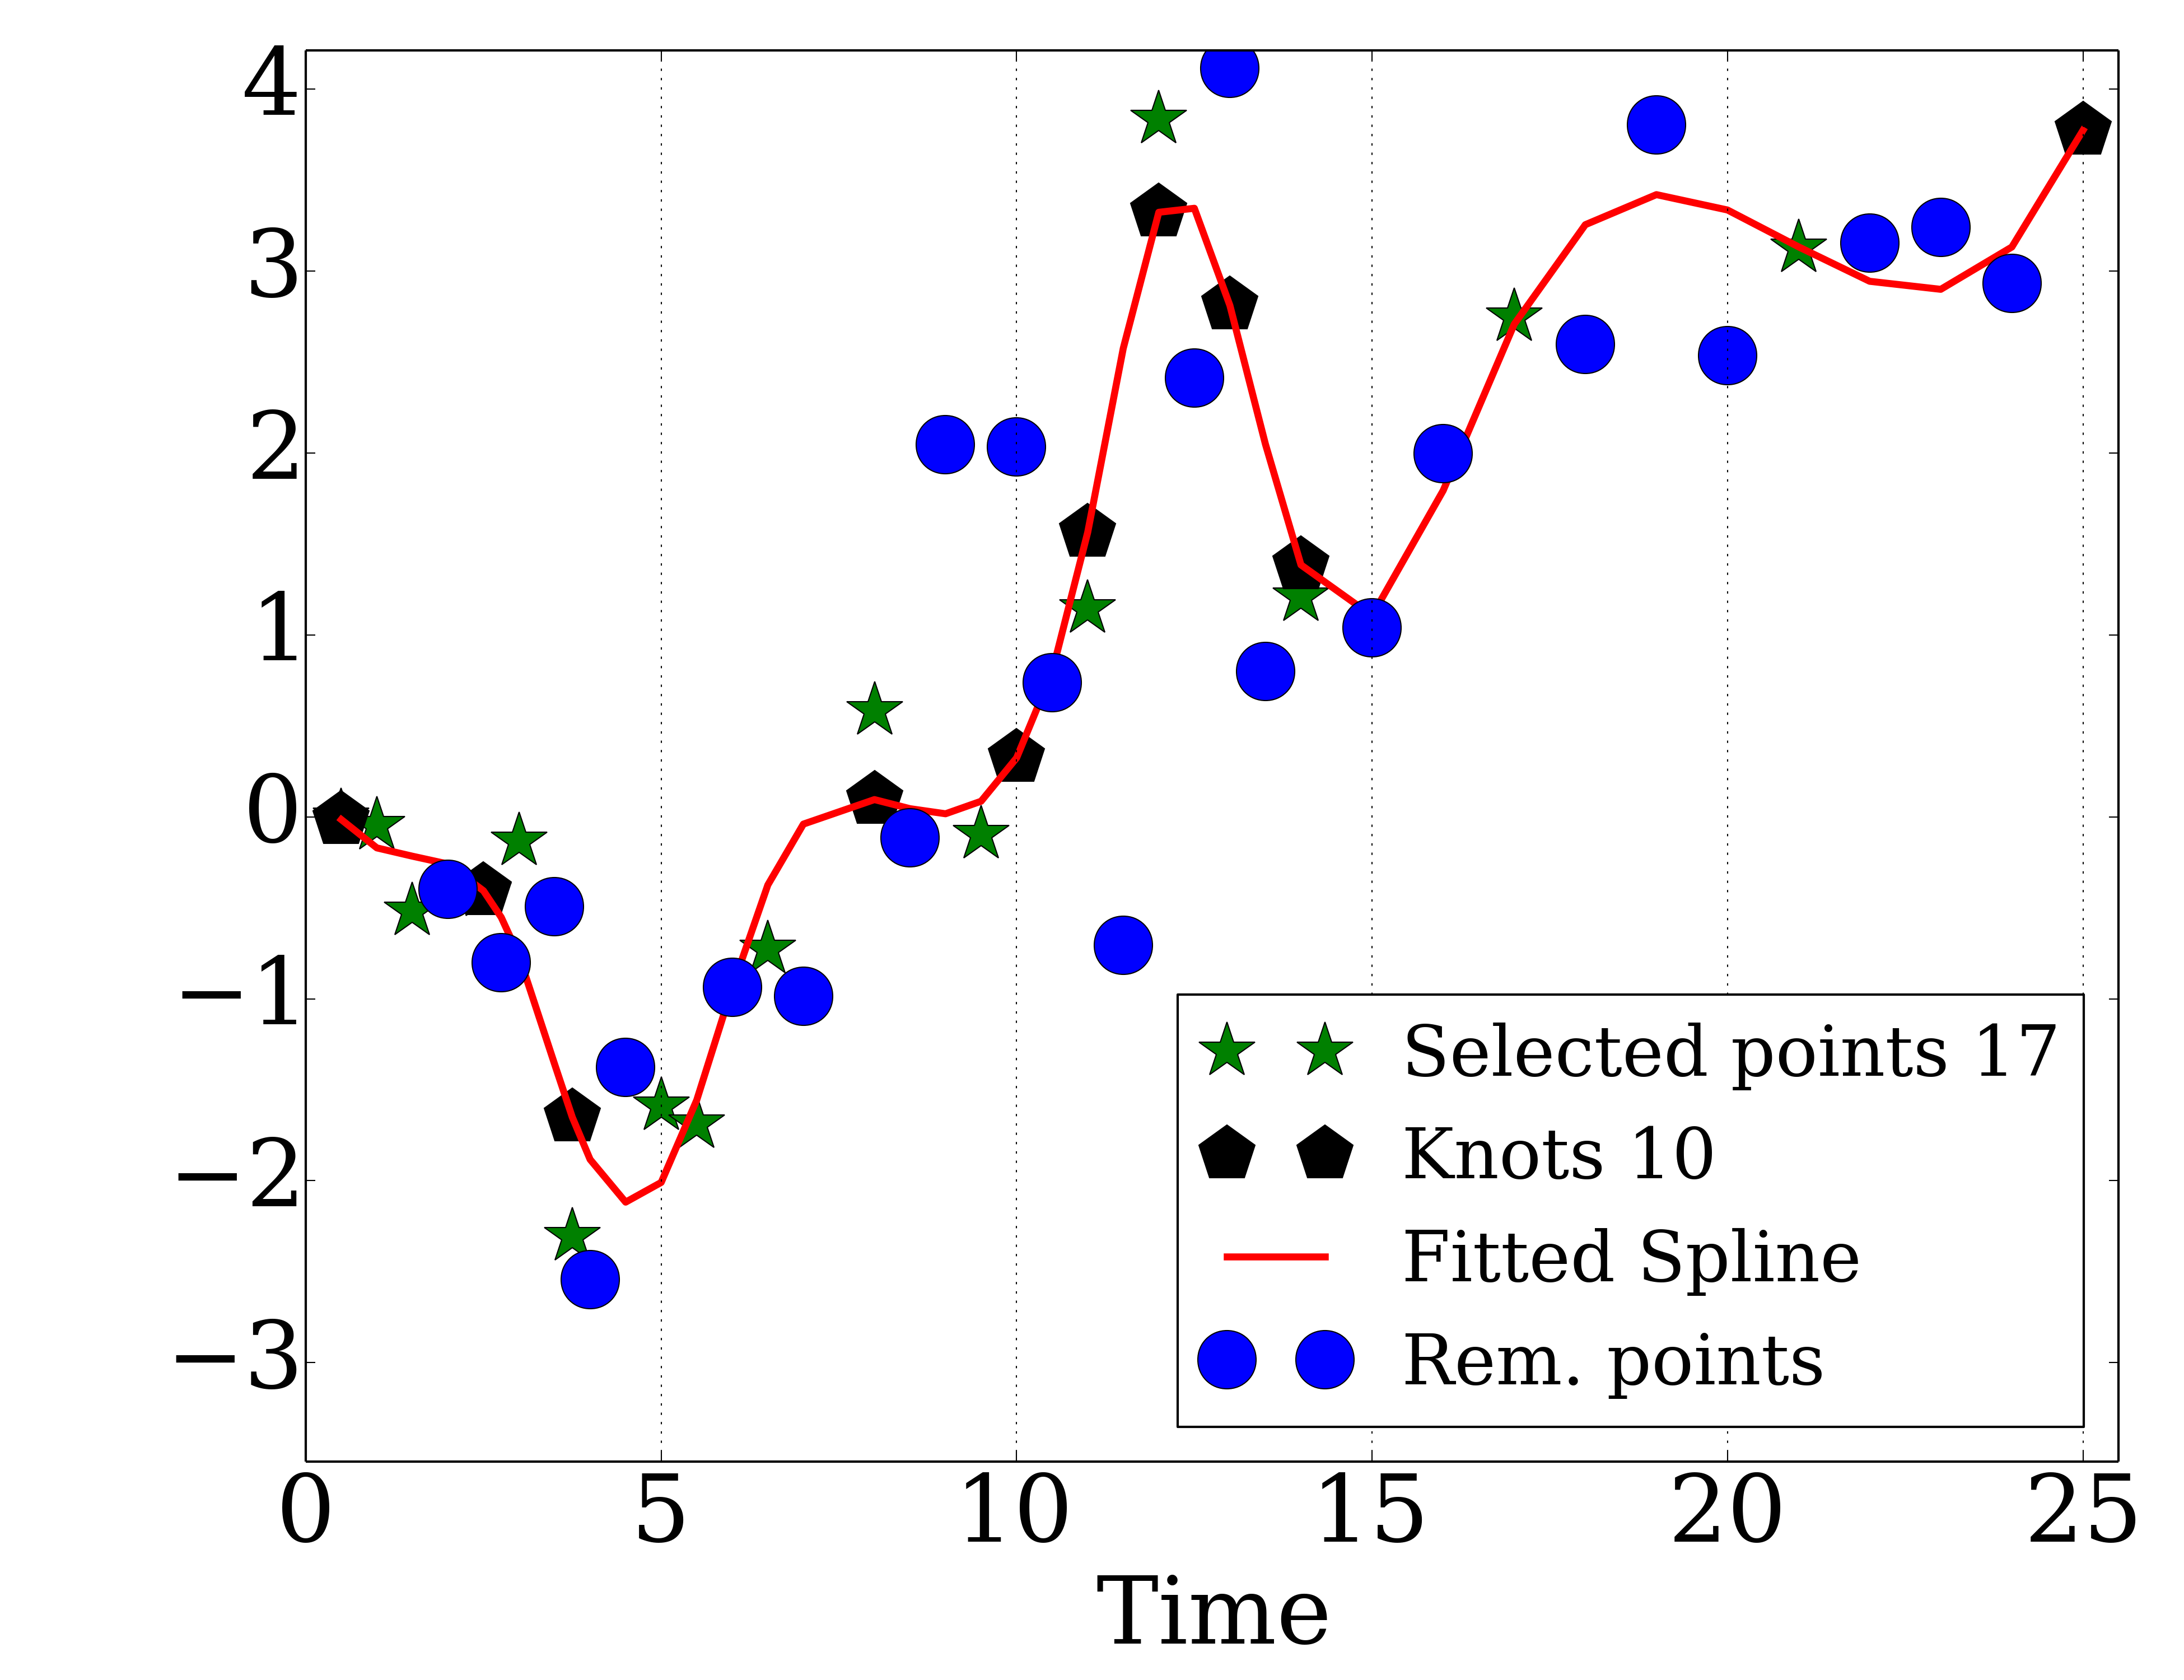 4
3
2
1
0
−1
−2
−3
0 5 10 15 20 25
Time
Selected points 17
Knots 10
Fitted Spline
Rem. points